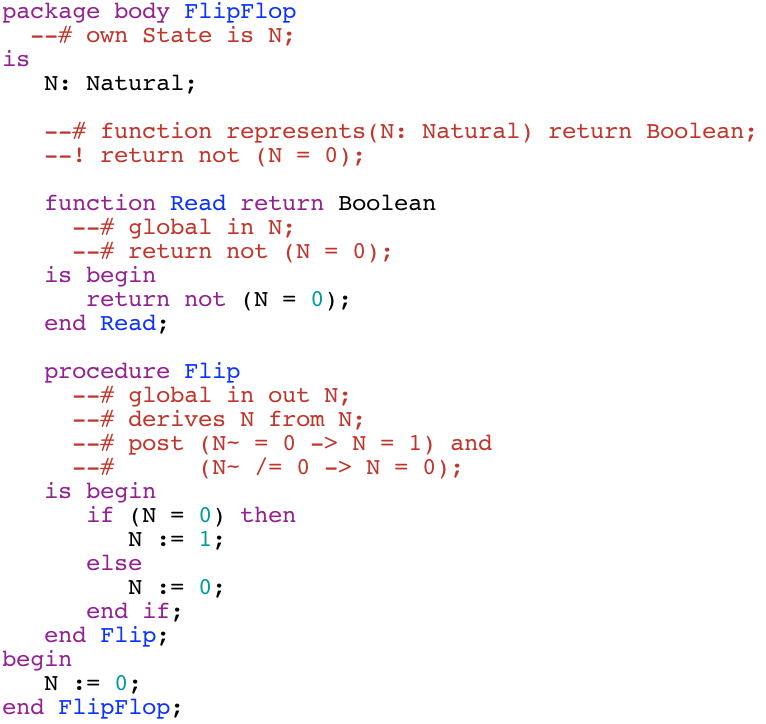 package body FlipFlop
  --# own State is N;
is
   N: Natural;

   --# function represents(N: Natural) return Boolean;
   --! return not (N = 0);

   function Read return Boolean
     --# global in N;
     --# return not (N = 0);
   is begin
      return not (N = 0);
   end Read;

   procedure Flip
     --# global in out N;
     --# derives N from N;
     --# post (N~ = 0 -> N = 1) and
     --#      (N~ /= 0 -> N = 0);
   is begin
      if (N = 0) then
         N := 1;
      else
         N := 0;
      end if;
   end Flip;
begin
   N := 0;
end FlipFlop;